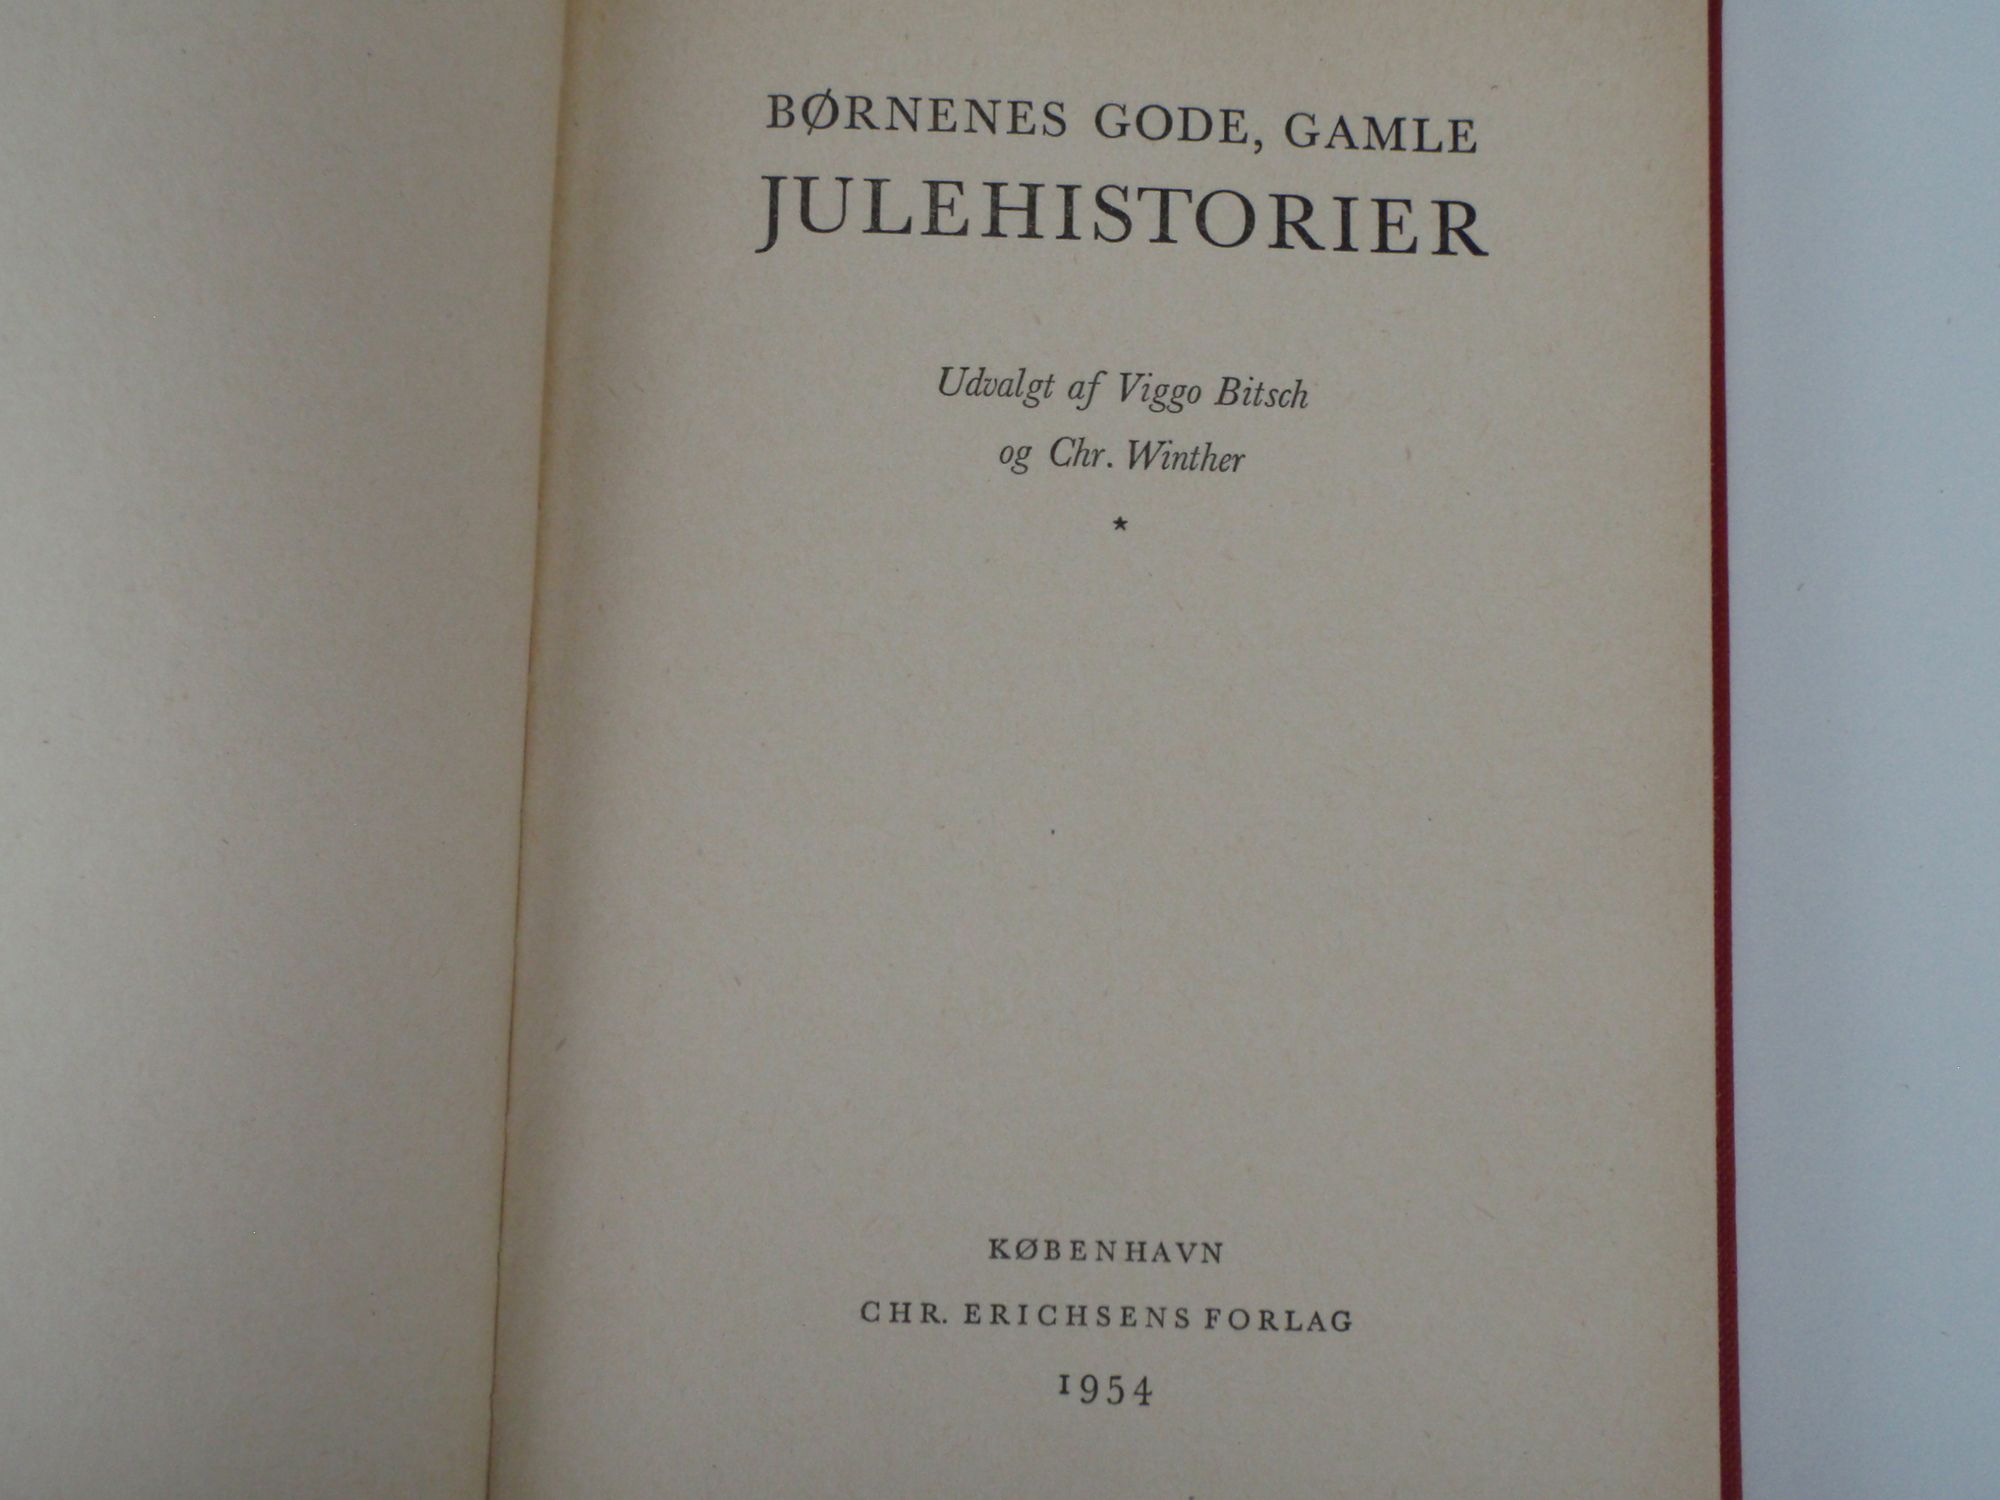 BØRNENES GODE, GAMLE
JULEHISTORIER
Udvalgt af Viggo Bitsch
og Chr. Winther
*
KØBENHAVN
CHR. ERICHSENS FORLAG
1954